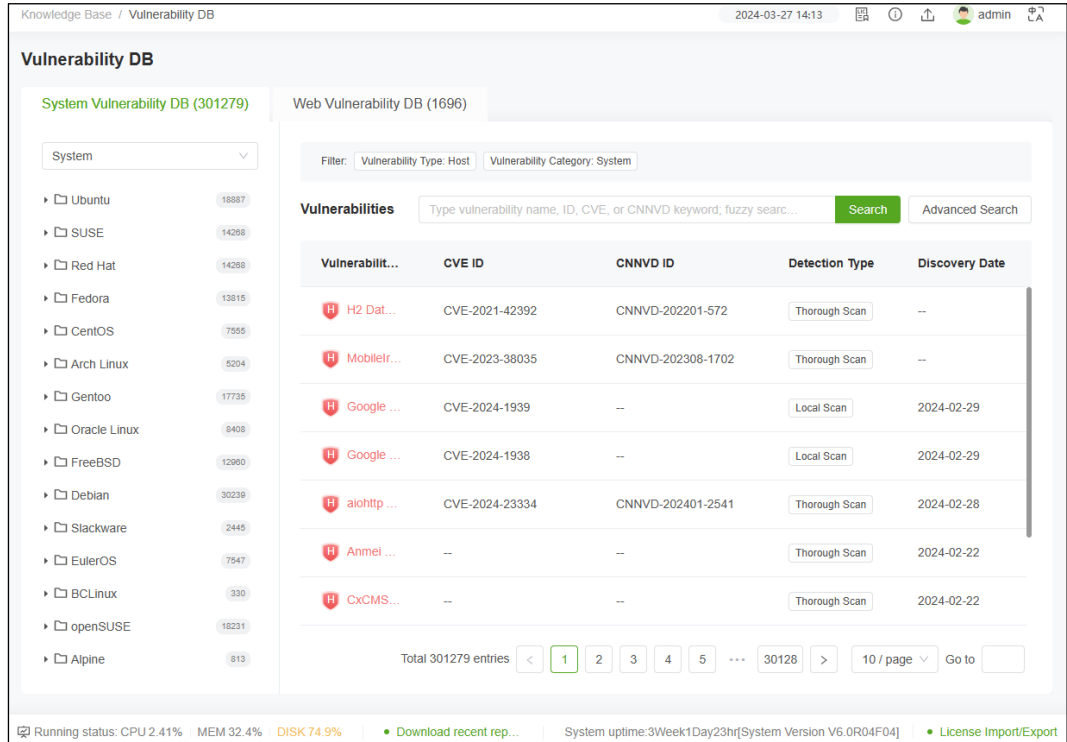 Knowledge Base / Vulnerability DB
2024-03-27 14:13
admin
Vulnerability DB
System Vulnerability DB (301279)
Web Vulnerability DB (1696)
System
Ubuntu 18887
SUSE 14268
Red Hat 14268
Fedora 13815
CentOS 7555
Arch Linux 5204
Gentoo 17735
Oracle Linux 8408
FreeBSD 12960
Debian 30239
Slackware 2445
EulerOS 7547
BCLinux 330
openSUSE 18231
Alpine 813
Filter: Vulnerability Type: Host Vulnerability Category: System
Vulnerabilities Type vulnerability name, ID, CVE, or CNNVD keyword; fuzzy searc... Search Advanced Search
Vulnerabilit... CVE ID CNNVD ID Detection Type Discovery Date
H H2 Dat... CVE-2021-42392 CNNVD-202201-572 Thorough Scan --
H MobileIr... CVE-2023-38035 CNNVD-202308-1702 Thorough Scan --
H Google ... CVE-2024-1939 -- Local Scan 2024-02-29
H Google ... CVE-2024-1938 -- Local Scan 2024-02-29
H aiohttp ... CVE-2024-23334 CNNVD-202401-2541 Thorough Scan 2024-02-28
H Anmei ... -- -- Thorough Scan 2024-02-22
H CxCMS... -- -- Thorough Scan 2024-02-22
Total 301279 entries < 1 2 3 4 5 ••• 30128 > 10 / page Go to
Running status: CPU 2.41% MEM 32.4% DISK 74.9% • Download recent rep... System uptime:3Week1Day23hr[System Version V6.0R04F04] • License Import/Export